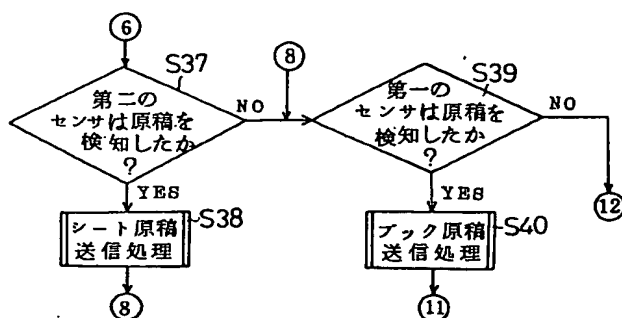 6
S37
第二の
センサは原稿を
検知したか
?
NO
YES
シート原稿
送信処理
S38
8
8
S39
第一の
センサは原稿を
検知したか
?
NO
12
YES
ブック原稿
送信処理
S40
11